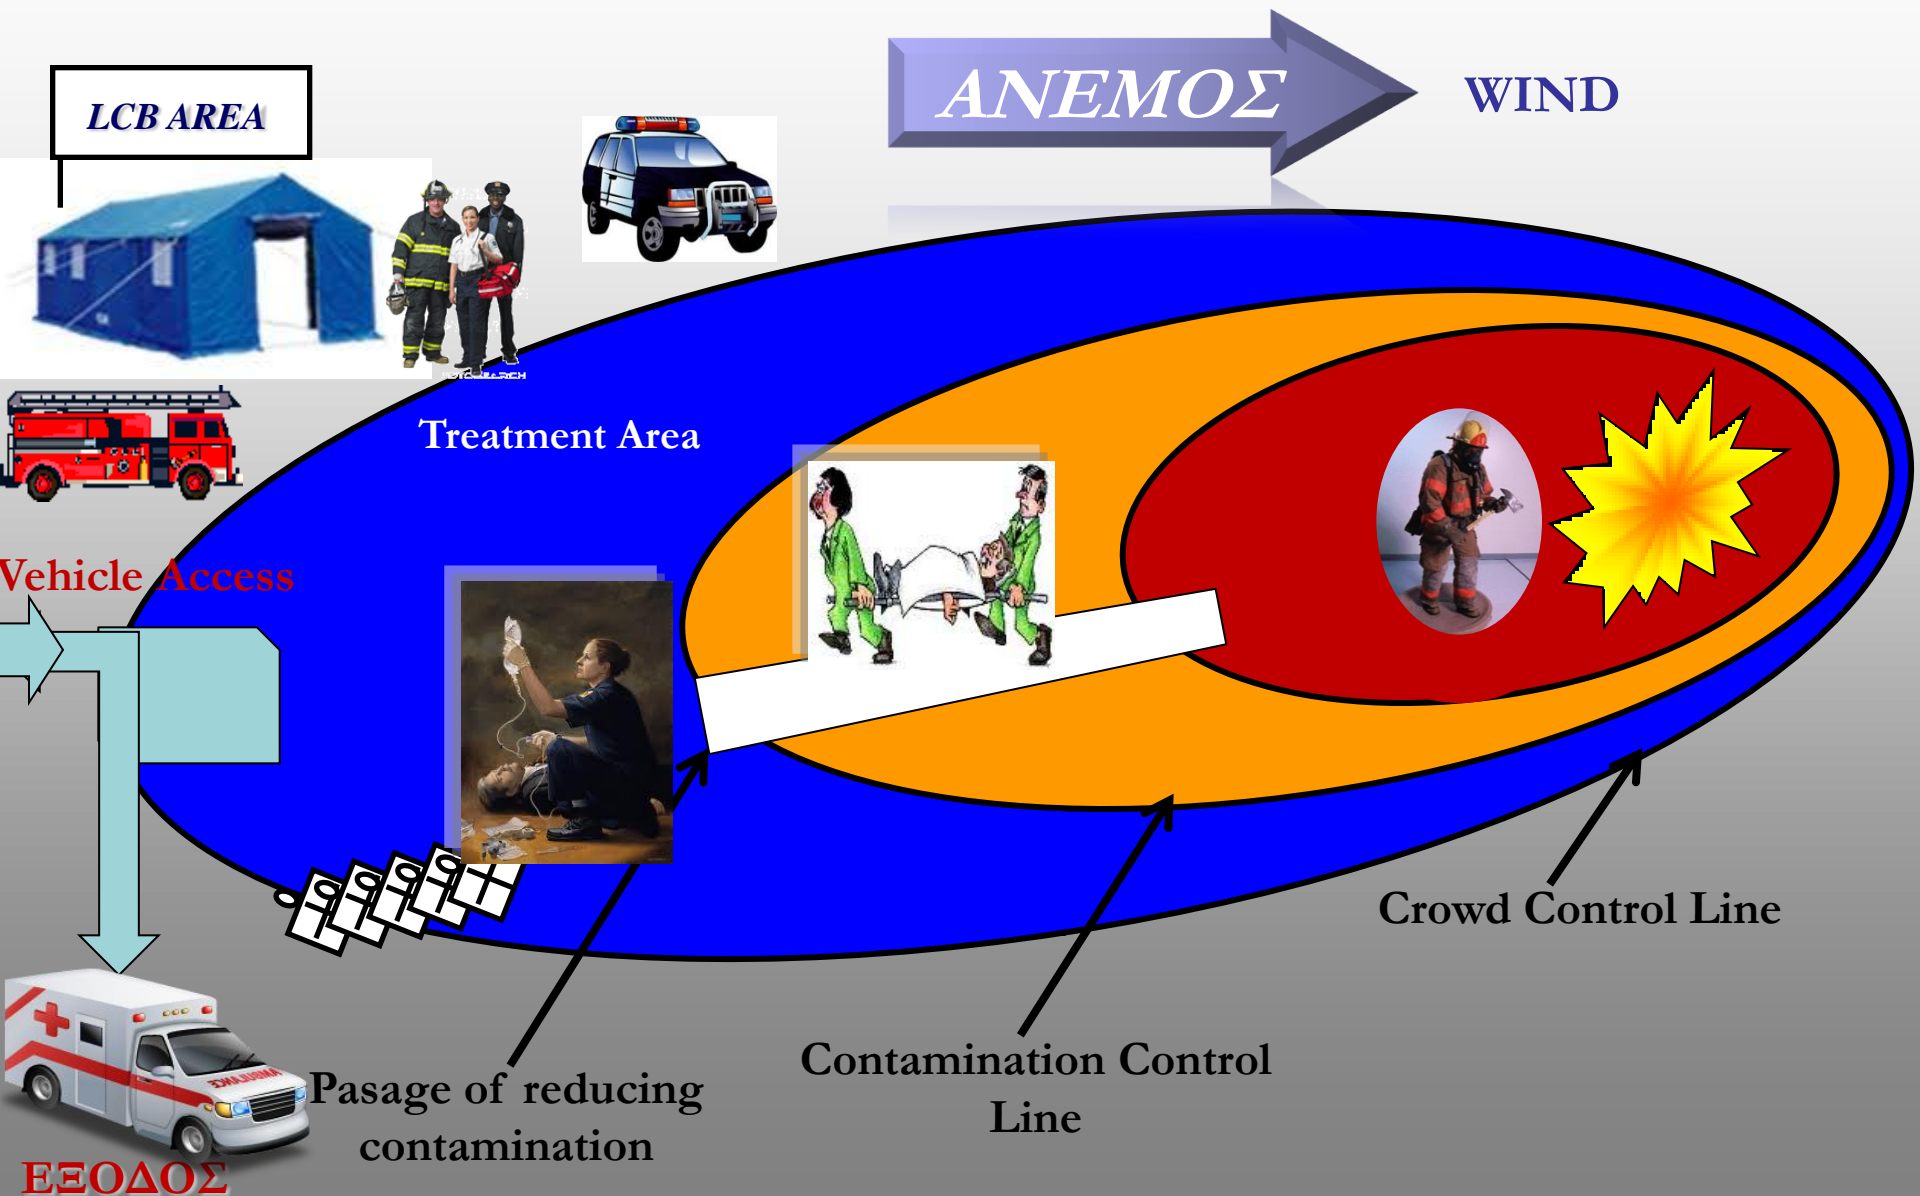 ΑΝΕΜΟΣ
WIND
LCB AREA
Treatment Area
Vehicle Access
Crowd Control Line
Contamination Control
Line
Pasage of reducing
contamination
AMBULANCE
ΕΞΟΔΟΣ